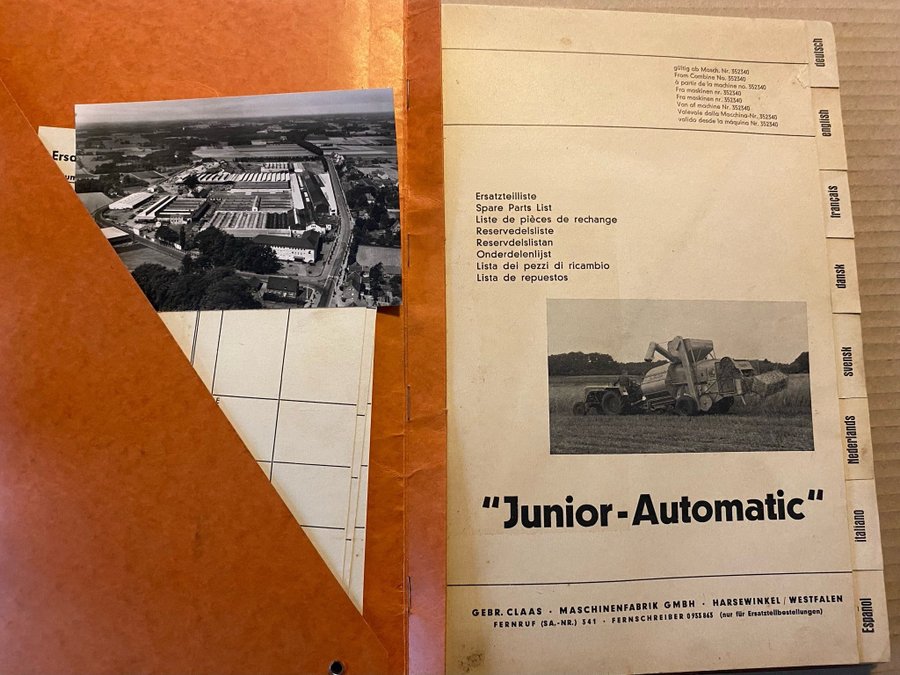 Ersa
gültig ab Masch. Nr. 352340
From Combine No. 352340
à partir de la machine no. 352340
Fra maskinen nr. 352340
Fra maskinen nr. 352340
Van af machine Nr. 352340
Valevole dalla Macchina-Nr. 352340
valido desde la máquina Nr. 352340
Ersatzteilliste
Spare Parts List
Liste de pièces de rechange
Reservedelsliste
Reservdelslistan
Onderdelenlijst
Lista dei pezzi di ricambio
Lista de repuestos
"Junior-Automatic"
GEBR. CLAAS · MASCHINENFABRIK GMBH · HARSEWINKEL / WESTFALEN
FERNRUF (SA.-NR.) 341 · FERNSCHREIBER 0933863 (nur für Ersatzteilbestellungen)
deutsch
english
français
dansk
svensk
Nederlands
italiano
Español